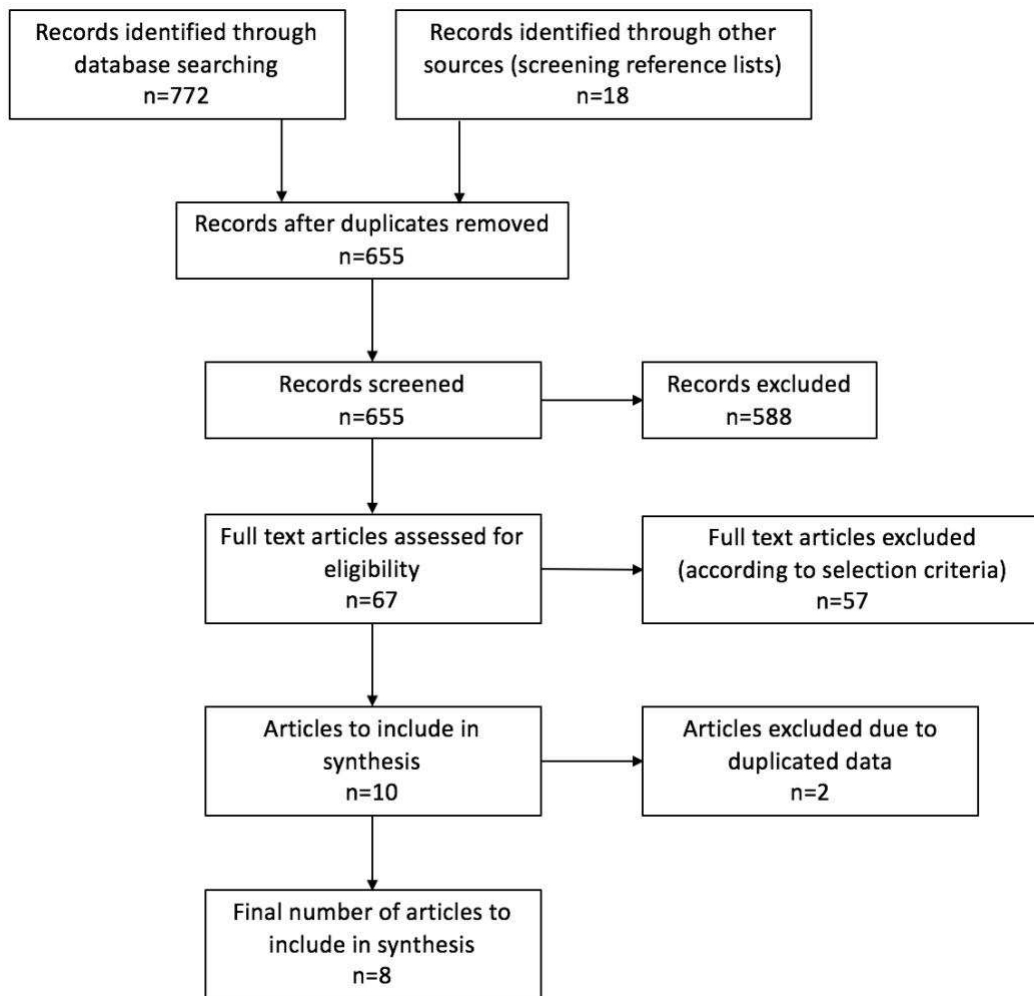 Records identified through
database searching
n=772
Records identified through other
sources (screening reference lists)
n=18
Records after duplicates removed
n=655
Records screened
n=655
Records excluded
n=588
Full text articles assessed for
eligibility
n=67
Full text articles excluded
(according to selection criteria)
n=57
Articles to include in
synthesis
n=10
Articles excluded due to
duplicated data
n=2
Final number of articles to
include in synthesis
n=8